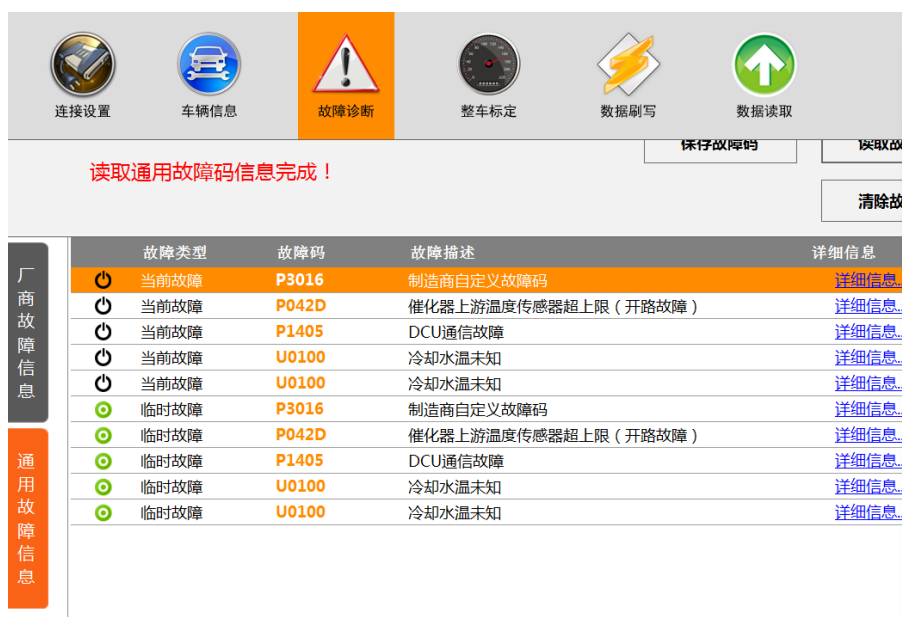 连接设置 车辆信息 故障诊断 整车标定 数据刷写 数据读取
保存故障码 读取故
读取通用故障码信息完成！
清除故
厂商故障信息
通用故障信息
故障类型 故障码 故障描述 详细信息
当前故障 P3016 制造商自定义故障码 详细信息..
当前故障 P042D 催化器上游温度传感器超上限（开路故障） 详细信息..
当前故障 P1405 DCU通信故障 详细信息..
当前故障 U0100 冷却水温未知 详细信息..
当前故障 U0100 冷却水温未知 详细信息..
临时故障 P3016 制造商自定义故障码 详细信息..
临时故障 P042D 催化器上游温度传感器超上限（开路故障） 详细信息..
临时故障 P1405 DCU通信故障 详细信息..
临时故障 U0100 冷却水温未知 详细信息..
临时故障 U0100 冷却水温未知 详细信息..